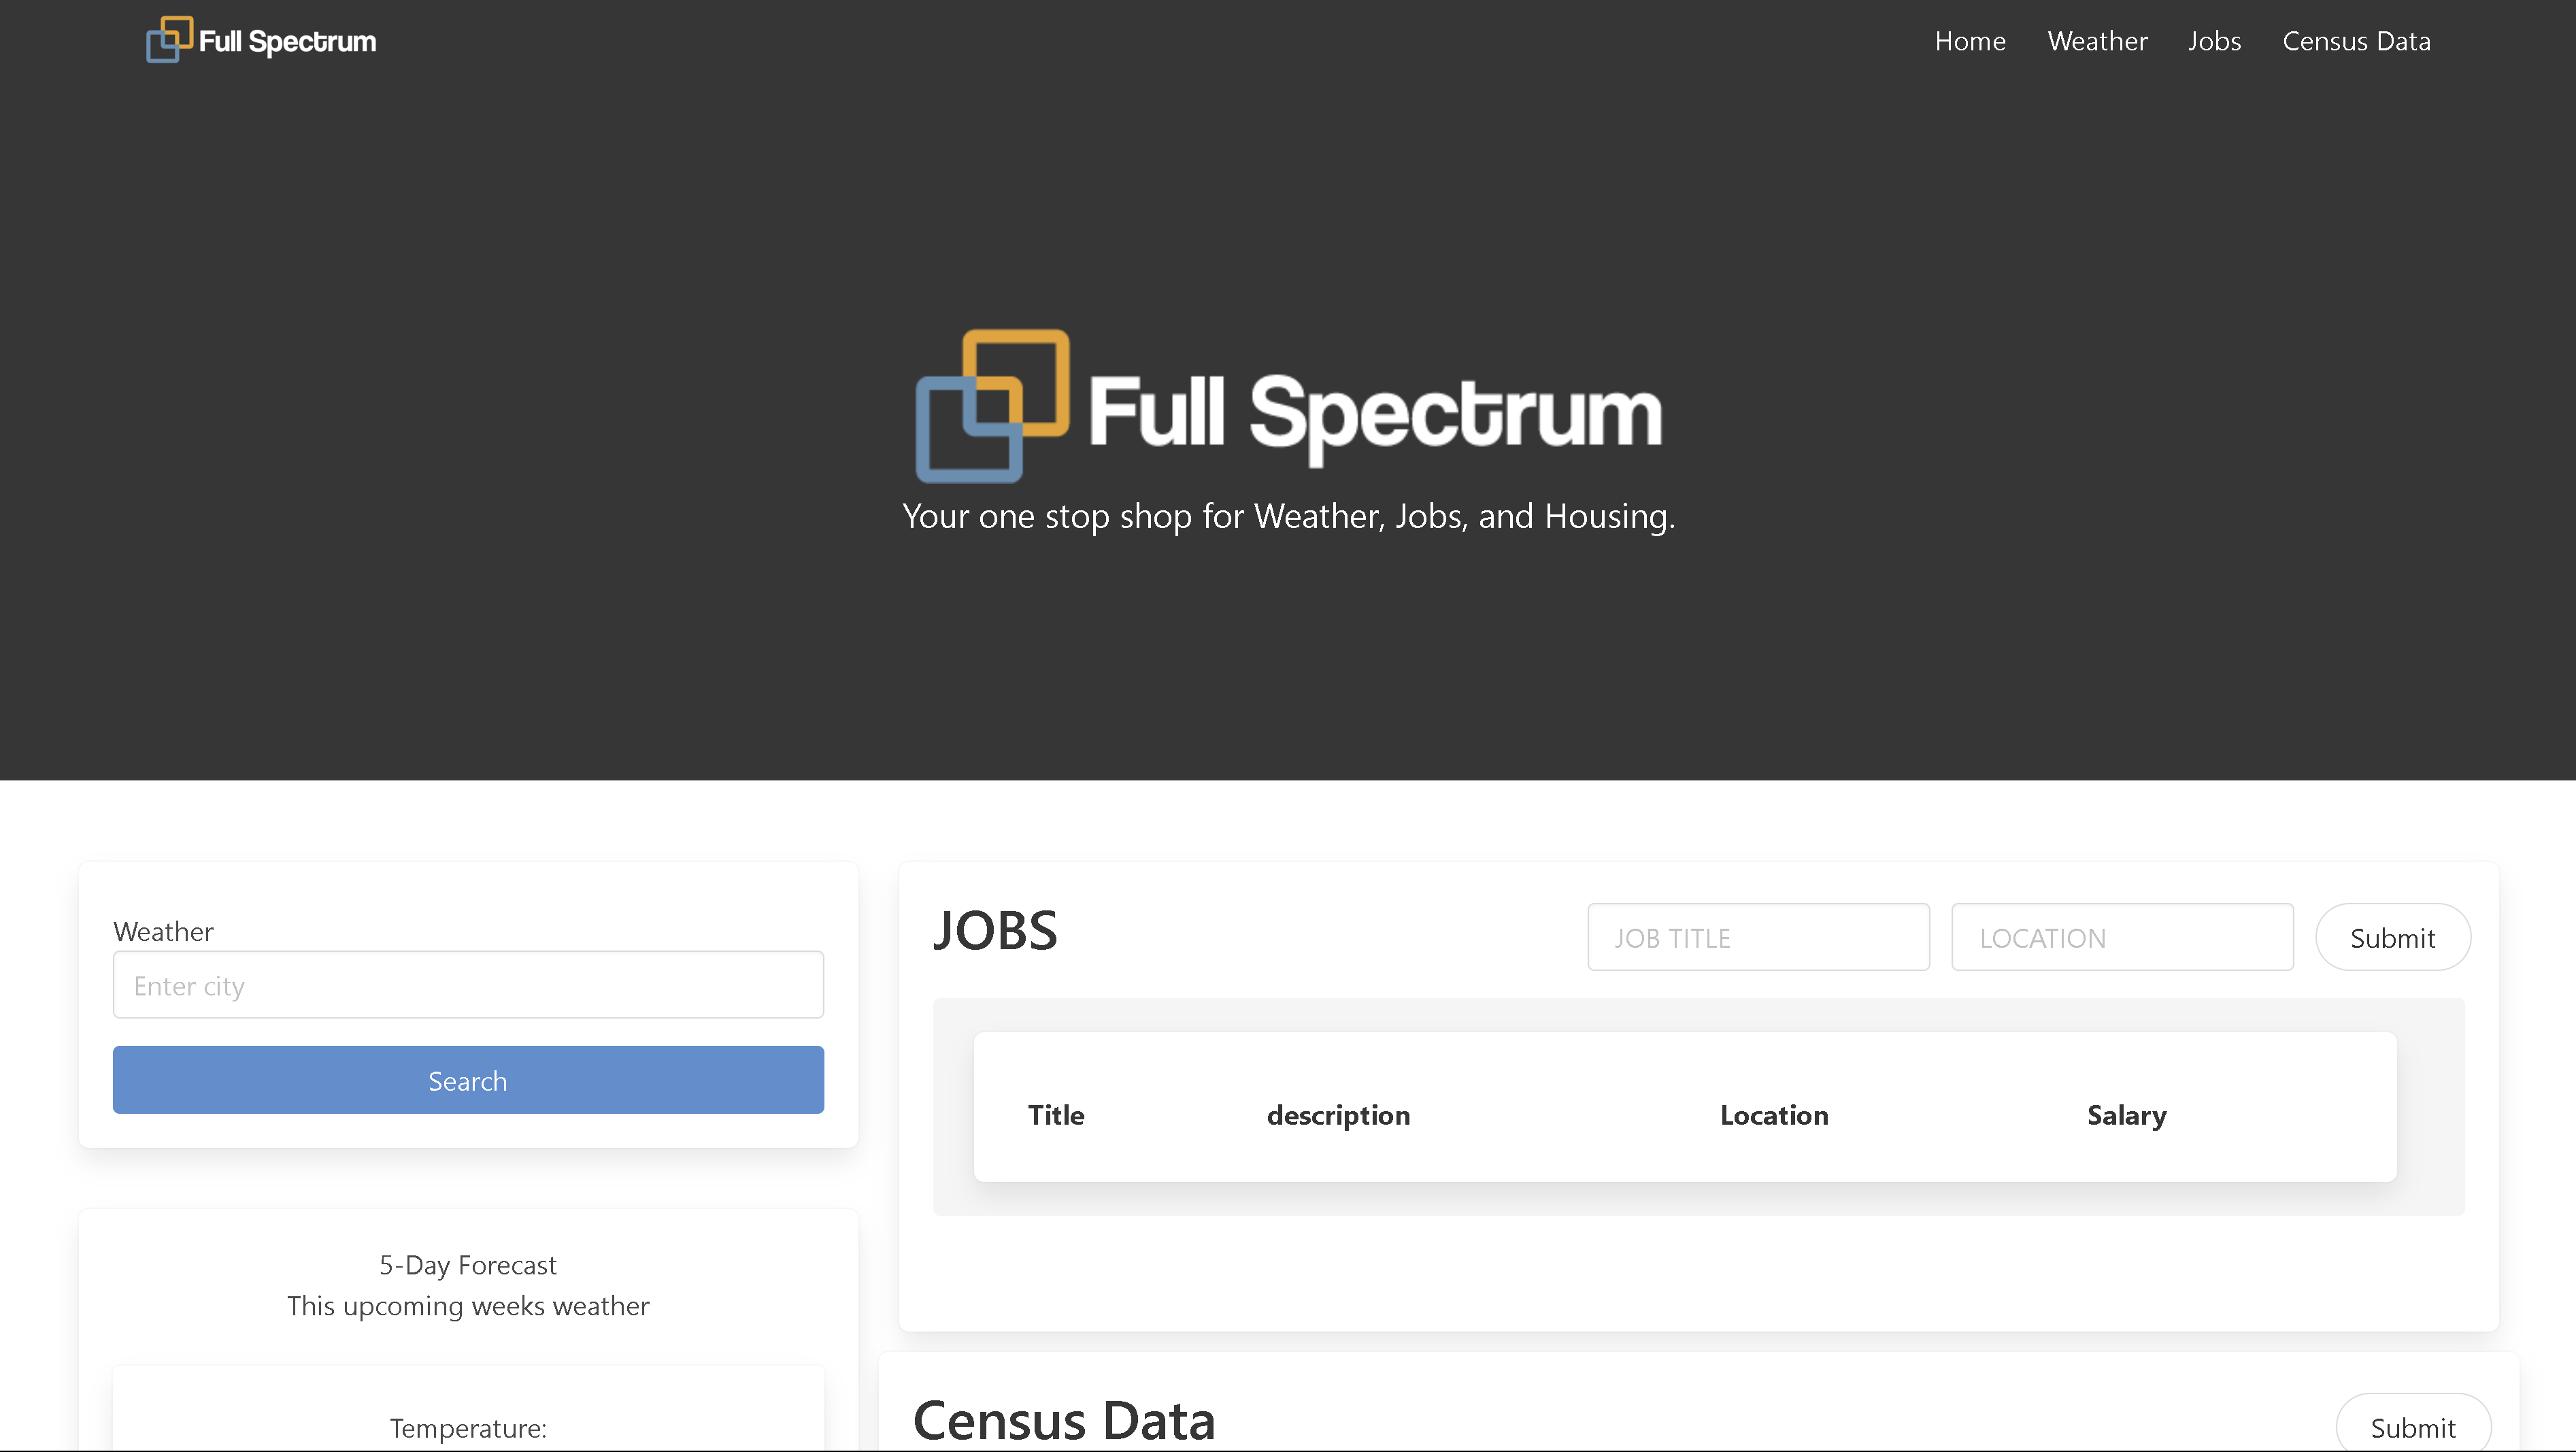 Full Spectrum
Home Weather Jobs Census Data
Full Spectrum
Your one stop shop for Weather, Jobs, and Housing.
Weather
Enter city
Search
5-Day Forecast
This upcoming weeks weather
Temperature:
JOBS
JOB TITLE LOCATION Submit
Title description Location Salary
Census Data
Submit